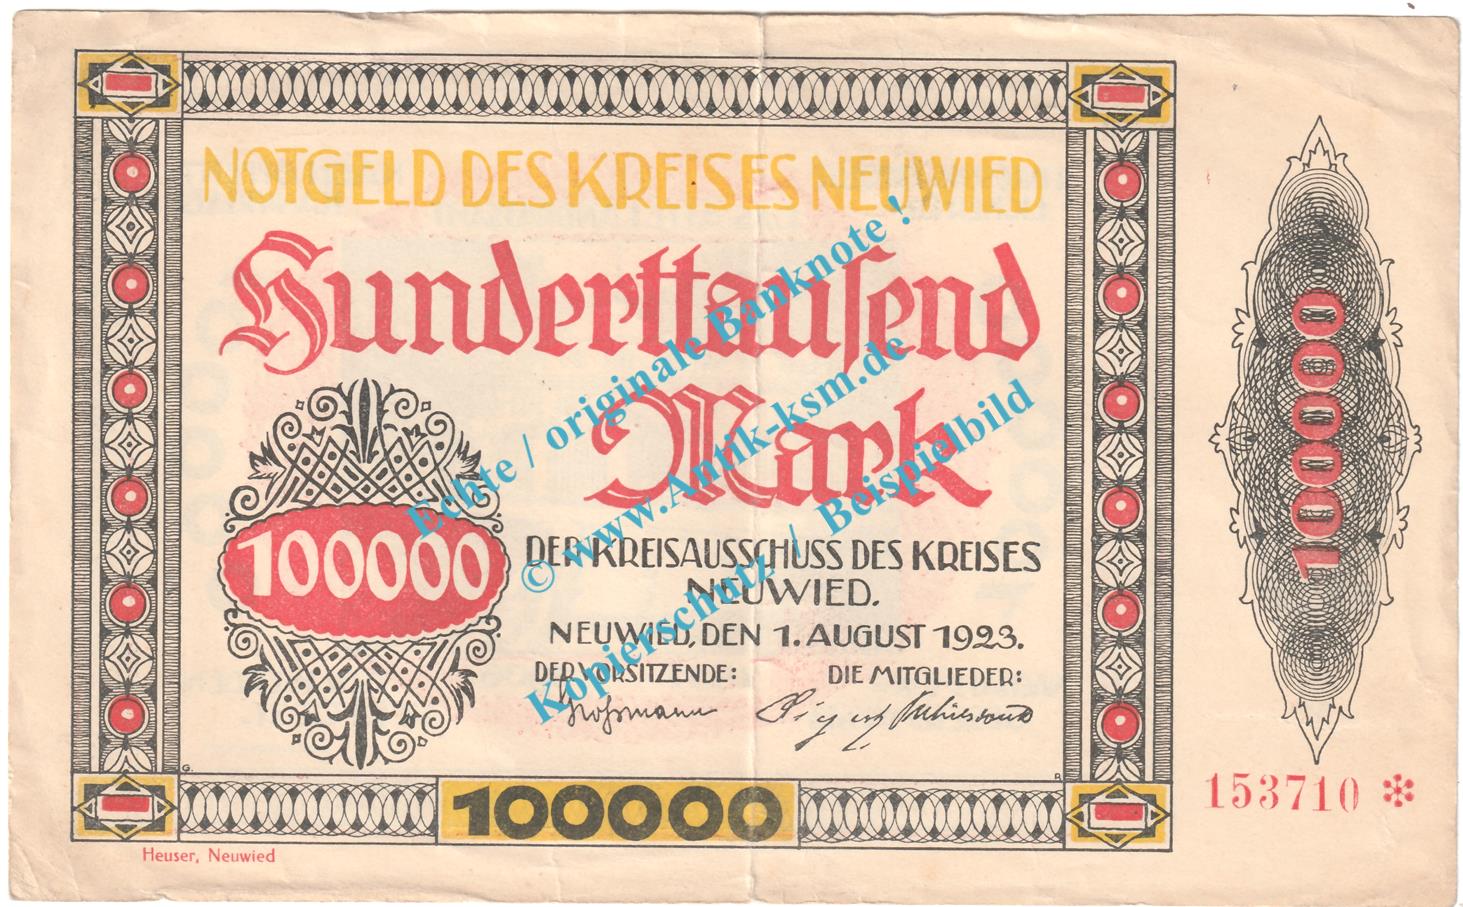 NOTGELD DES KREISES NEUWIED
Hunderttauſend
Mark
100000
DER KREISAUSSCHUSS DES KREISES
NEUWIED.
NEUWIED, DEN 1. AUGUST 1923.
DER VORSITZENDE: DIE MITGLIEDER:
G. R
100000
Heuser, Neuwied
100000
153710 *
Echte / originale Banknote !
© www.Antik-ksm.de
Kopierschutz / Beispielbild